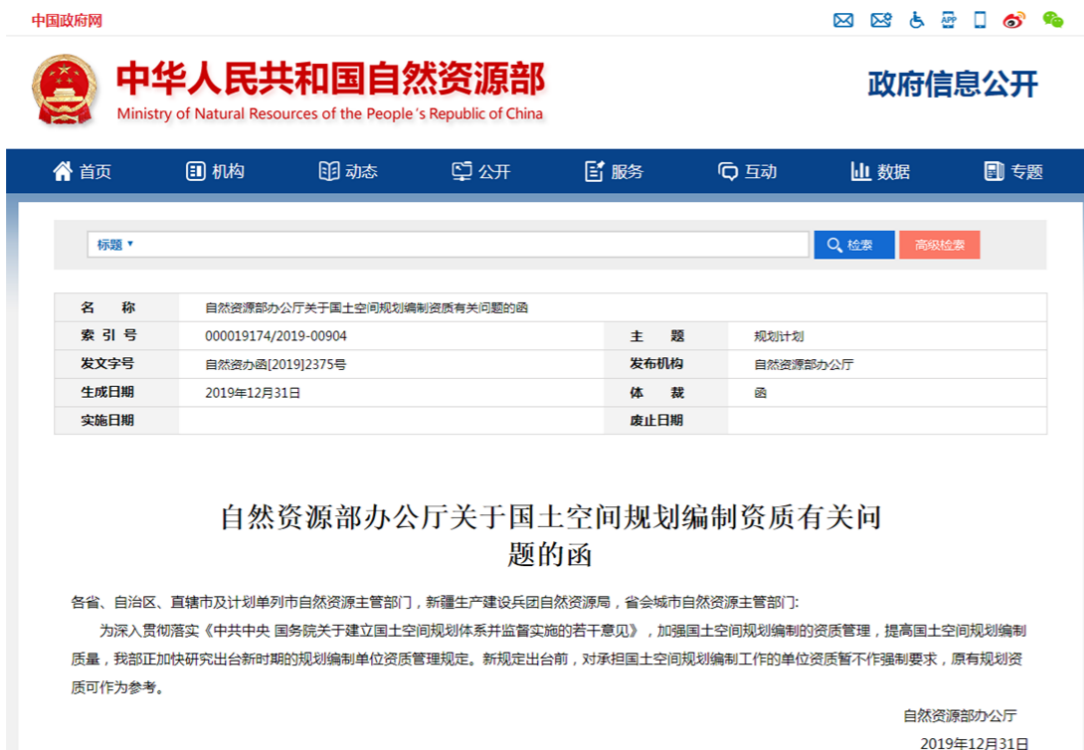 中国政府网
APP
中华人民共和国自然资源部
Ministry of Natural Resources of the People's Republic of China
政府信息公开
首页 机构 动态 公开 服务 互动 数据 专题
标题 检索 高级检索
名 称 自然资源部办公厅关于国土空间规划编制资质有关问题的函
索 引 号 000019174/2019-00904 主 题 规划计划
发文字号 自然资办函[2019]2375号 发布机构 自然资源部办公厅
生成日期 2019年12月31日 体 裁 函
实施日期 废止日期
自然资源部办公厅关于国土空间规划编制资质有关问
题的函
各省、自治区、直辖市及计划单列市自然资源主管部门，新疆生产建设兵团自然资源局，省会城市自然资源主管部门:
为深入贯彻落实《中共中央 国务院关于建立国土空间规划体系并监督实施的若干意见》，加强国土空间规划编制的资质管理，提高国土空间规划编制
质量，我部正加快研究出台新时期的规划编制单位资质管理规定。新规定出台前，对承担国土空间规划编制工作的单位资质暂不作强制要求，原有规划资
质可作为参考。
自然资源部办公厅
2019年12月31日